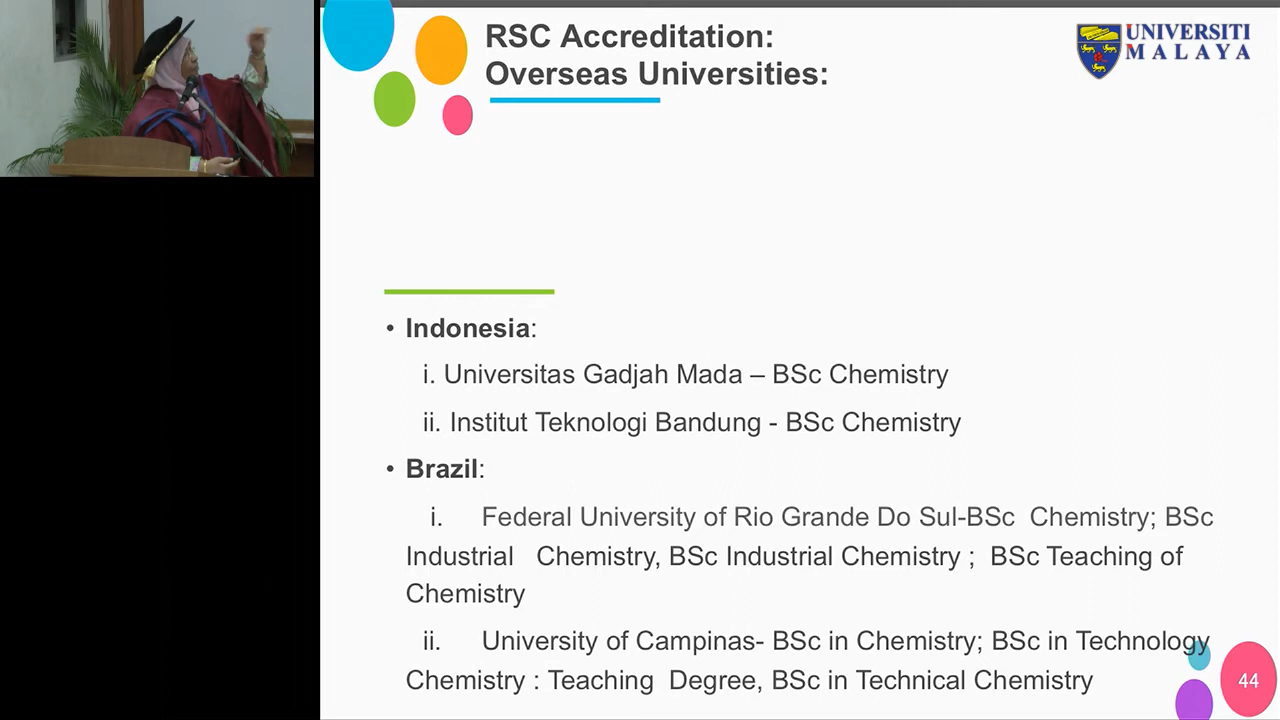 RSC Accreditation:
Overseas Universities:
UNIVERSITI
MALAYA
• Indonesia:
i. Universitas Gadjah Mada – BSc Chemistry
ii. Institut Teknologi Bandung - BSc Chemistry
• Brazil:
i. Federal University of Rio Grande Do Sul-BSc Chemistry; BSc
Industrial Chemistry, BSc Industrial Chemistry ; BSc Teaching of
Chemistry
ii. University of Campinas- BSc in Chemistry; BSc in Technology
Chemistry : Teaching Degree, BSc in Technical Chemistry
44